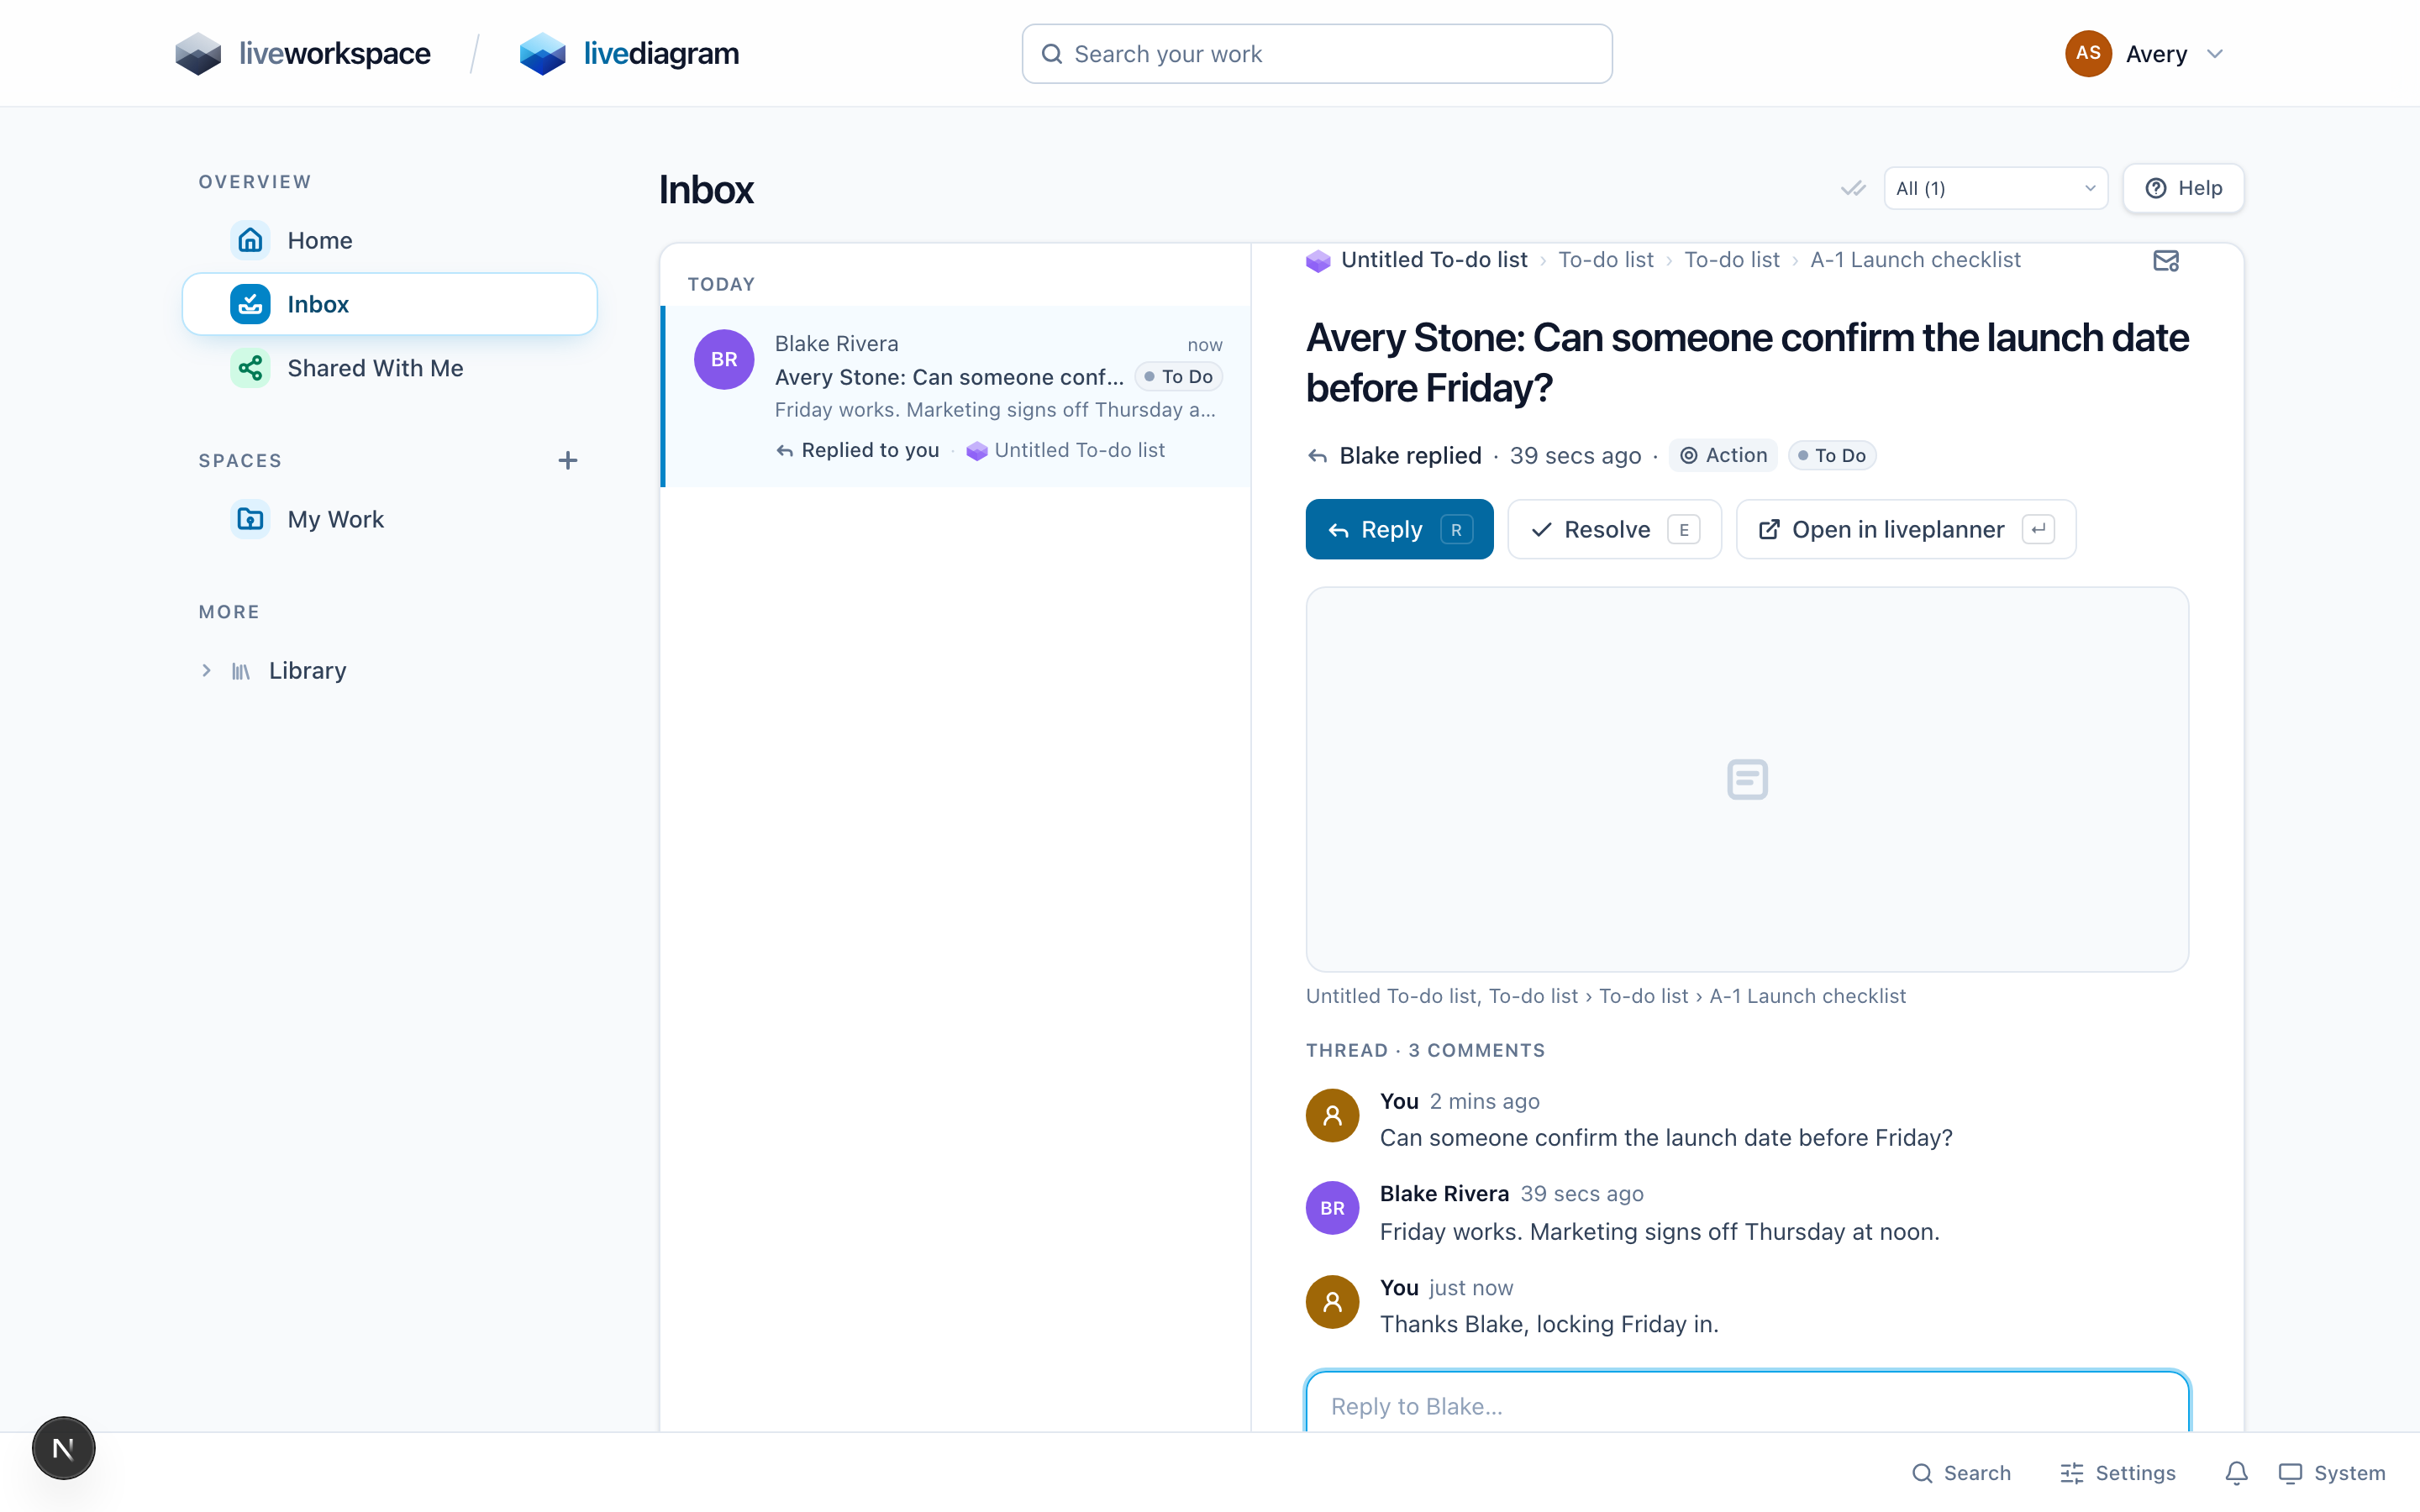 liveworkspace / livediagram
Search your work
AS Avery
OVERVIEW
Home
Inbox
Shared With Me
SPACES
My Work
MORE
Library
Inbox
All (1)
Help
TODAY
BR
Blake Rivera
now
Avery Stone: Can someone conf...
To Do
Friday works. Marketing signs off Thursday a...
Replied to you · Untitled To-do list
Untitled To-do list › To-do list › To-do list › A-1 Launch checklist
Avery Stone: Can someone confirm the launch date
before Friday?
Blake replied · 39 secs ago · Action To Do
Reply R
Resolve E
Open in liveplanner ↵
Untitled To-do list, To-do list › To-do list › A-1 Launch checklist
THREAD · 3 COMMENTS
You 2 mins ago
Can someone confirm the launch date before Friday?
BR
Blake Rivera 39 secs ago
Friday works. Marketing signs off Thursday at noon.
You just now
Thanks Blake, locking Friday in.
Reply to Blake...
N
Search
Settings
System